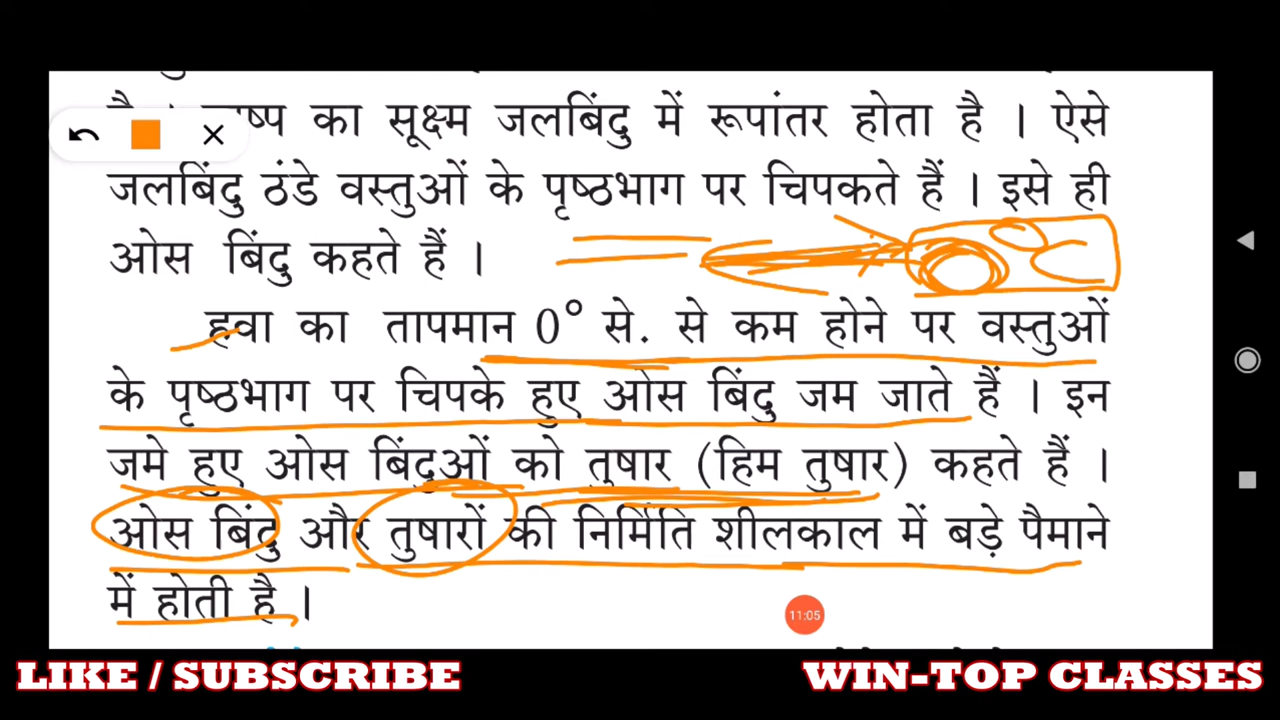 है । बाष्प का सूक्ष्म जलबिंदु में रूपांतर होता है । ऐसे
जलबिंदु ठंडे वस्तुओं के पृष्ठभाग पर चिपकते हैं । इसे ही
ओस बिंदु कहते हैं ।
हवा का तापमान 0° से. से कम होने पर वस्तुओं
के पृष्ठभाग पर चिपके हुए ओस बिंदु जम जाते हैं । इन
जमे हुए ओस बिंदुओं को तुषार (हिम तुषार) कहते हैं ।
ओस बिंदु और तुषारों की निर्मिति शीलकाल में बड़े पैमाने
में होती है ।
11:05
LIKE / SUBSCRIBE
WIN-TOP CLASSES